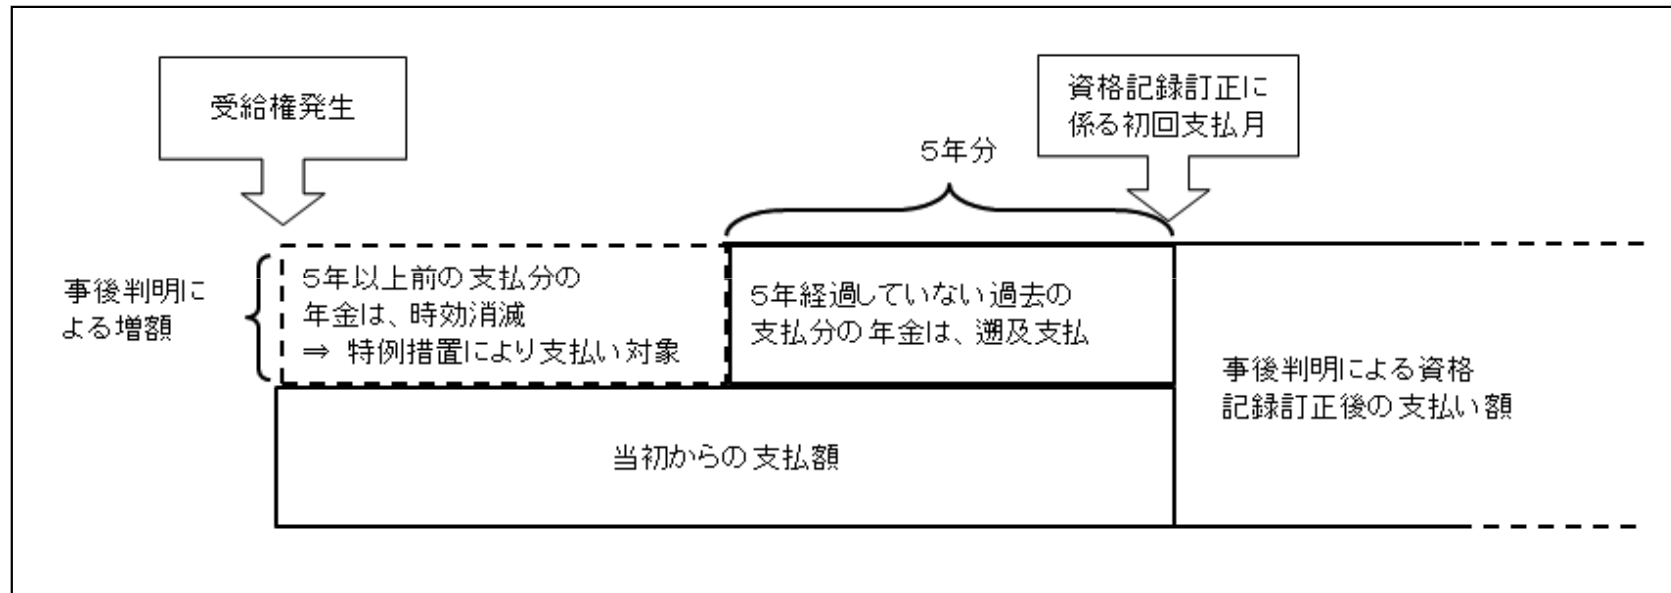 受給権発生
資格記録訂正に
係る初回支払月
５年分
事後判明に
よる増額
５年以上前の支払分の
年金は、時効消滅
⇒ 特例措置により支払い対象
５年経過していない過去の
支払分の年金は、遡及支払
事後判明による資格
記録訂正後の支払い額
当初からの支払額